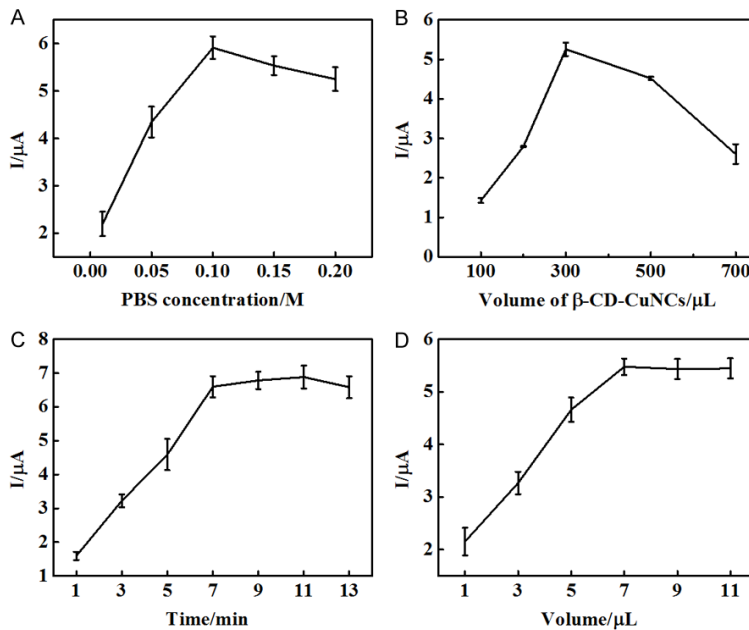 A
I/μA
6
5
4
3
2
0.00 0.05 0.10 0.15 0.20
PBS concentration/M
B
I/μA
6
5
4
3
2
1
0
100 300 500 700
Volume of β-CD-CuNCs/μL
C
I/μA
8
7
6
5
4
3
2
1
1 3 5 7 9 11 13
Time/min
D
I/μA
6
5
4
3
2
1 3 5 7 9 11
Volume/μL